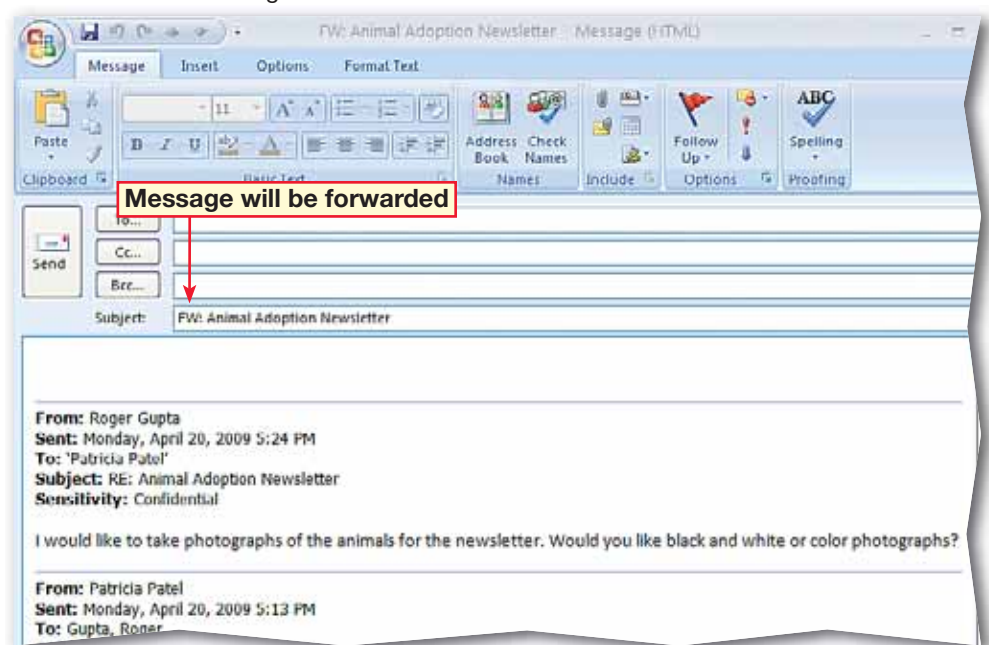 FW: Animal Adoption Newsletter - Message (HTML)
Message Insert Options Format Text
11 A A
Paste
B I U ab A
Address Book
Check Names
Follow Up
ABC
Spelling
Clipboard Basic Text Names Include Options Proofing
Message will be forwarded
To...
Send
Cc...
Bcc...
Subject: FW: Animal Adoption Newsletter
From: Roger Gupta
Sent: Monday, April 20, 2009 5:24 PM
To: 'Patricia Patel'
Subject: RE: Animal Adoption Newsletter
Sensitivity: Confidential
I would like to take photographs of the animals for the newsletter. Would you like black and white or color photographs?
From: Patricia Patel
Sent: Monday, April 20, 2009 5:13 PM
To: Gupta, Roger